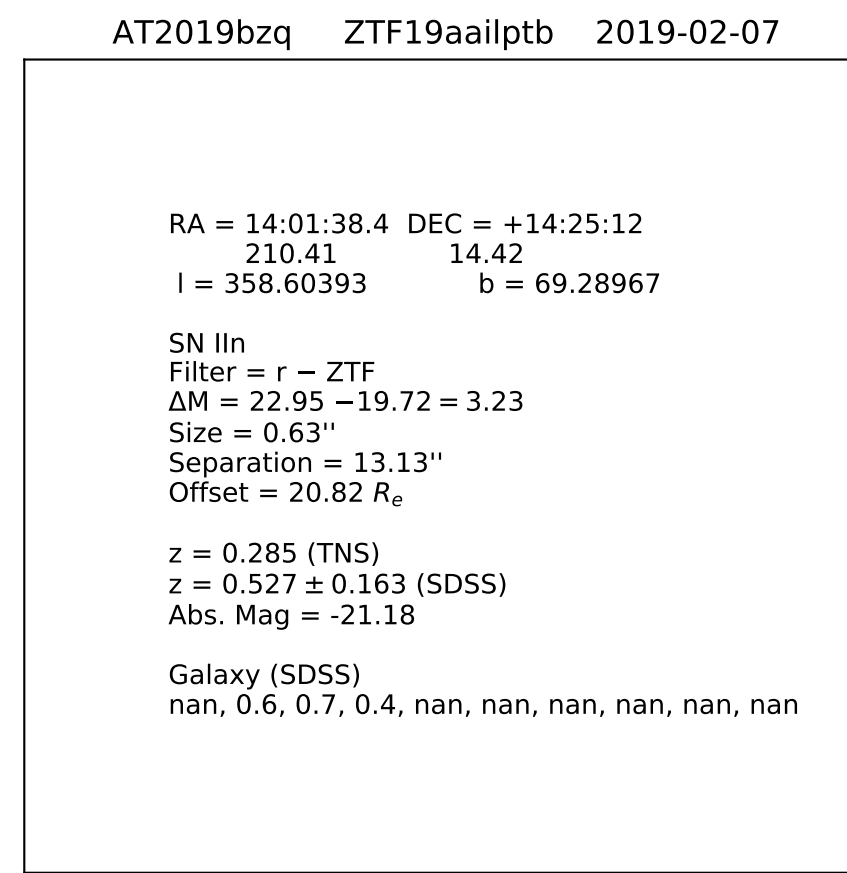 AT2019bzq ZTF19aailptb 2019-02-07
RA = 14:01:38.4 DEC = +14:25:12
210.41 14.42
l = 358.60393 b = 69.28967
SN IIn
Filter = r − ZTF
ΔM = 22.95 −19.72 = 3.23
Size = 0.63''
Separation = 13.13''
Offset = 20.82 Rₑ
z = 0.285 (TNS)
z = 0.527 ± 0.163 (SDSS)
Abs. Mag = -21.18
Galaxy (SDSS)
nan, 0.6, 0.7, 0.4, nan, nan, nan, nan, nan, nan